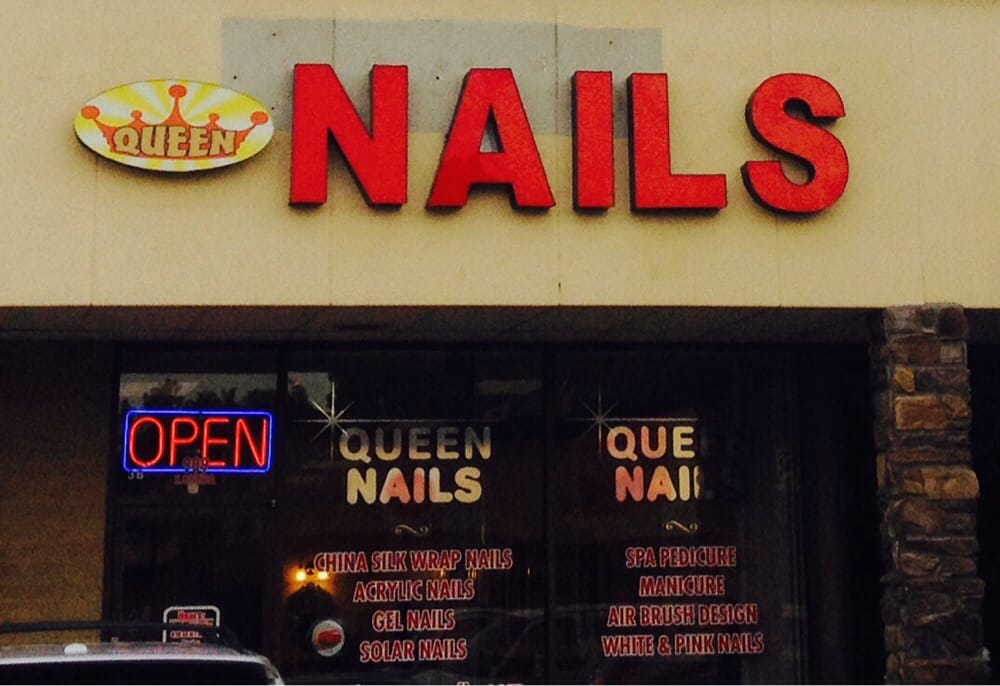 QUEEN
NAILS
OPEN
QUEEN
NAILS
CHINA SILK WRAP NAILS
ACRYLIC NAILS
GEL NAILS
SOLAR NAILS
QUE
NAIL
SPA PEDICURE
MANICURE
AIR BRUSH DESIGN
WHITE & PINK NAILS